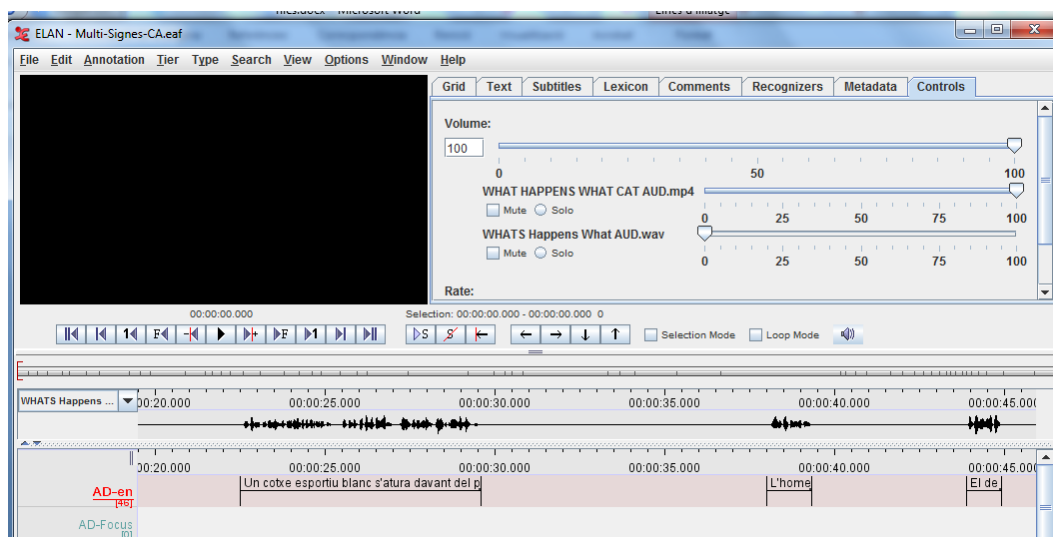 ELAN - Multi-Signes-CA.eaf
File Edit Annotation Tier Type Search View Options Window Help
Grid Text Subtitles Lexicon Comments Recognizers Metadata Controls
Volume:
100
0 50 100
WHAT HAPPENS WHAT CAT AUD.mp4
Mute Solo
0 25 50 75 100
WHATS Happens What AUD.wav
Mute Solo
0 25 50 75 100
Rate:
00:00:00.000
Selection: 00:00:00.000 - 00:00:00.000 0
1 F F 1 S S
Selection Mode Loop Mode
WHATS Happens ...
00:20.000 00:00:25.000 00:00:30.000 00:00:35.000 00:00:40.000 00:00:45.00
00:20.000 00:00:25.000 00:00:30.000 00:00:35.000 00:00:40.000 00:00:45.00
AD-en
[46]
Un cotxe esportiu blanc s'atura davant del p
L'home
El de
AD-Focus
[0]